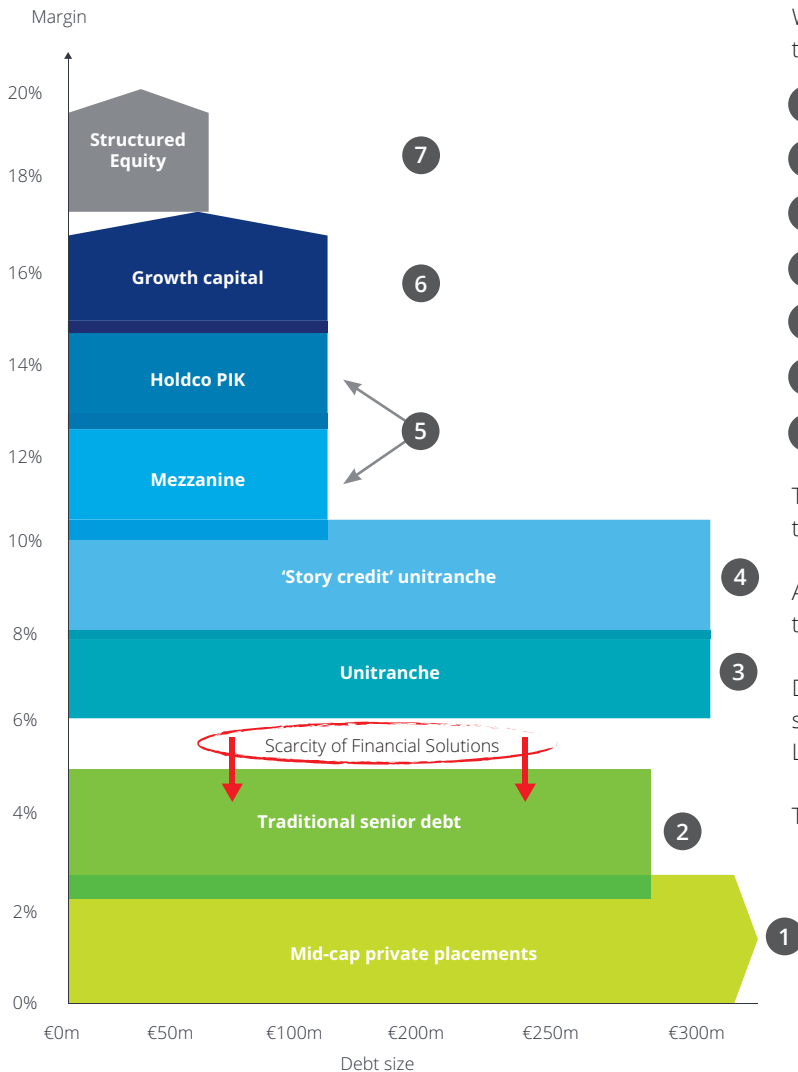 Margin
20%
Structured
Equity
7
18%
16%
Growth capital
6
14%
Holdco PIK
5
12%
Mezzanine
10%
‘Story credit’ unitranche
4
8%
Unitranche
3
6%
Scarcity of Financial Solutions
4%
Traditional senior debt
2
2%
Mid-cap private placements
1
0%
€0m €50m €100m €200m €250m €300m
Debt size